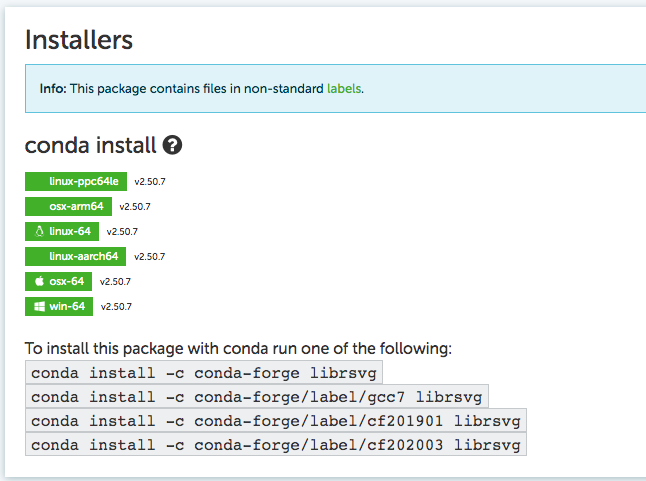 Installers
Info: This package contains files in non-standard labels.
conda install ?
linux-ppc64le v2.50.7
osx-arm64 v2.50.7
linux-64 v2.50.7
linux-aarch64 v2.50.7
osx-64 v2.50.7
win-64 v2.50.7
To install this package with conda run one of the following:
conda install -c conda-forge librsvg
conda install -c conda-forge/label/gcc7 librsvg
conda install -c conda-forge/label/cf201901 librsvg
conda install -c conda-forge/label/cf202003 librsvg